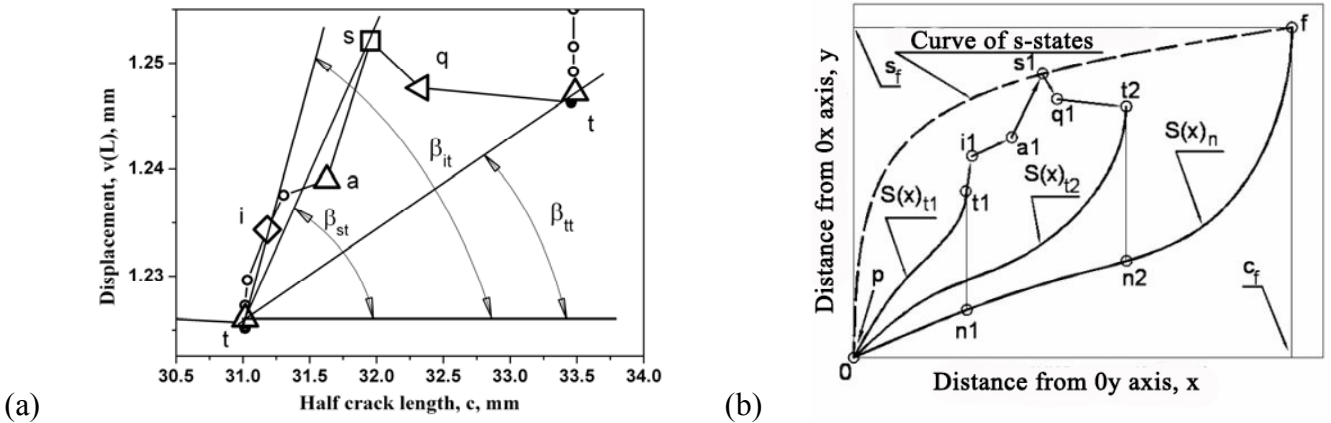 (a)
Displacement, v(L), mm
1.25
1.24
1.23
s
q
t
a
i
t
β_it
β_st
β_tt
30.5 31.0 31.5 32.0 32.5 33.0 33.5 34.0
Half crack length, c, mm
(b)
Distance from 0x axis, y
Curve of s-states
s_f
f
s1
q1
t2
i1
a1
t1
S(x)_n
S(x)_t1
S(x)_t2
p
n2
n1
c_f
0
Distance from 0y axis, x